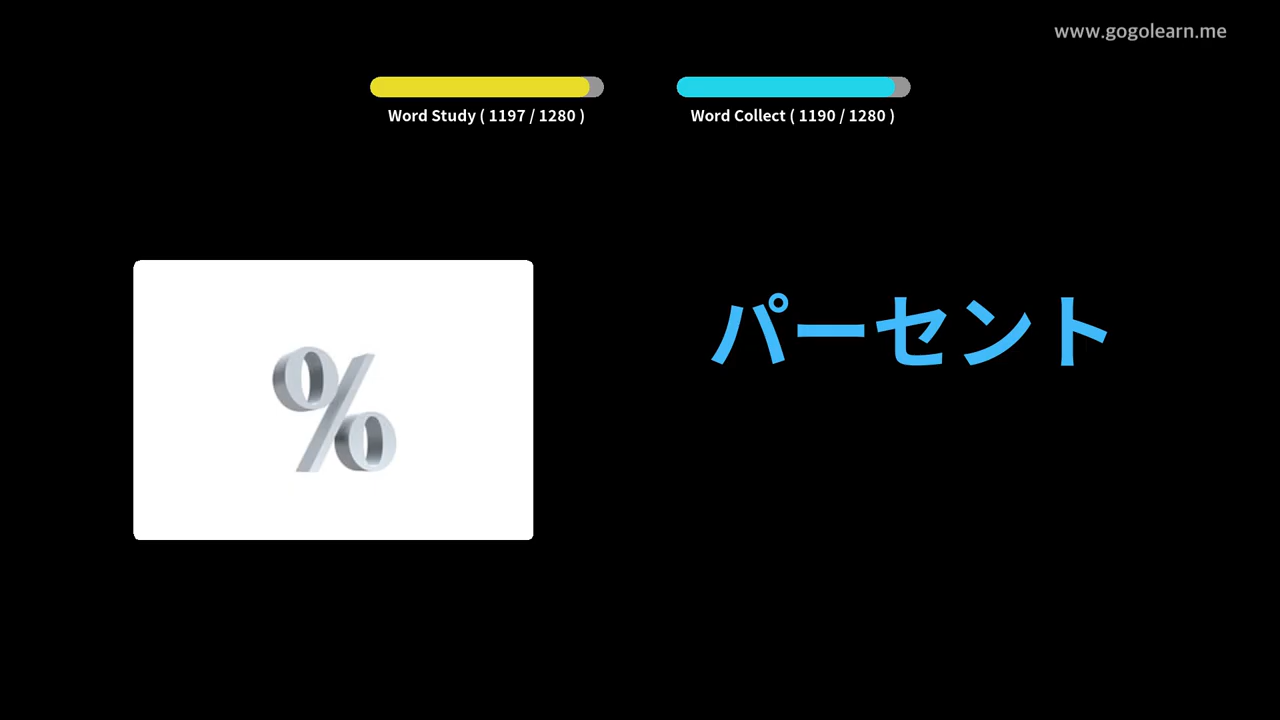 www.gogolearn.me
Word Study ( 1197 / 1280 )
Word Collect ( 1190 / 1280 )
%
パーセント